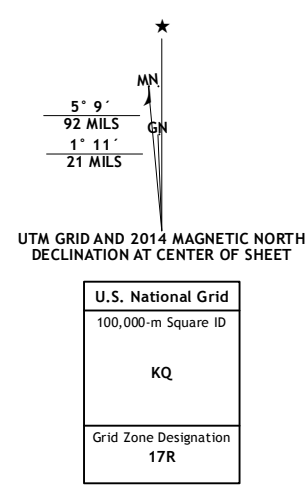 ★
MN
5° 9´
92 MILS
GN
1° 11´
21 MILS
UTM GRID AND 2014 MAGNETIC NORTH
DECLINATION AT CENTER OF SHEET
U.S. National Grid
100,000-m Square ID
KQ
Grid Zone Designation
17R